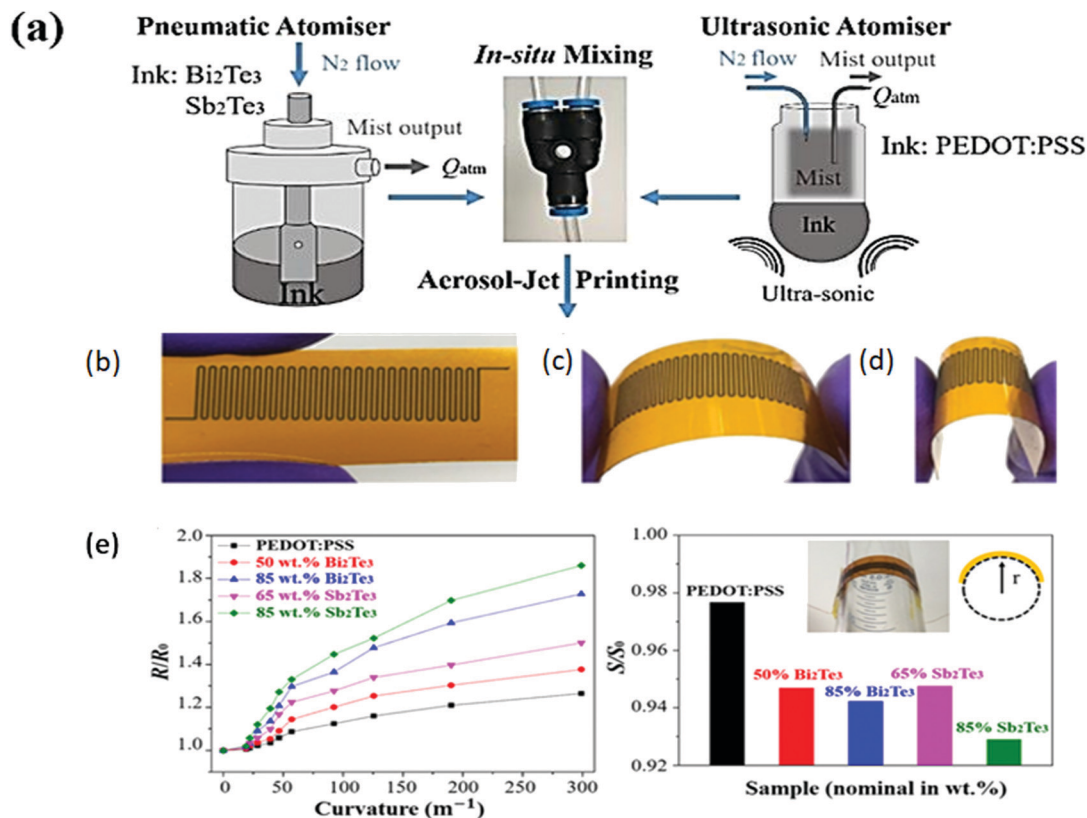 (a)
Pneumatic Atomiser
N2 flow
Ink: Bi2Te3
Sb2Te3
Mist output
Qatm
Ink
In-situ Mixing
Ultrasonic Atomiser
N2 flow
Mist output
Qatm
Ink: PEDOT:PSS
Mist
Ink
Ultra-sonic
Aerosol-Jet Printing
(b)
(c)
(d)
(e)
R/R0
2.0
1.8
1.6
1.4
1.2
1.0
PEDOT:PSS
50 wt.% Bi2Te3
85 wt.% Bi2Te3
65 wt.% Sb2Te3
85 wt.% Sb2Te3
0 50 100 150 200 250 300
Curvature (m⁻¹)
S/S0
1.00
0.98
0.96
0.94
0.92
PEDOT:PSS
50% Bi2Te3
85% Bi2Te3
65% Sb2Te3
85% Sb2Te3
r
Sample (nominal in wt.%)